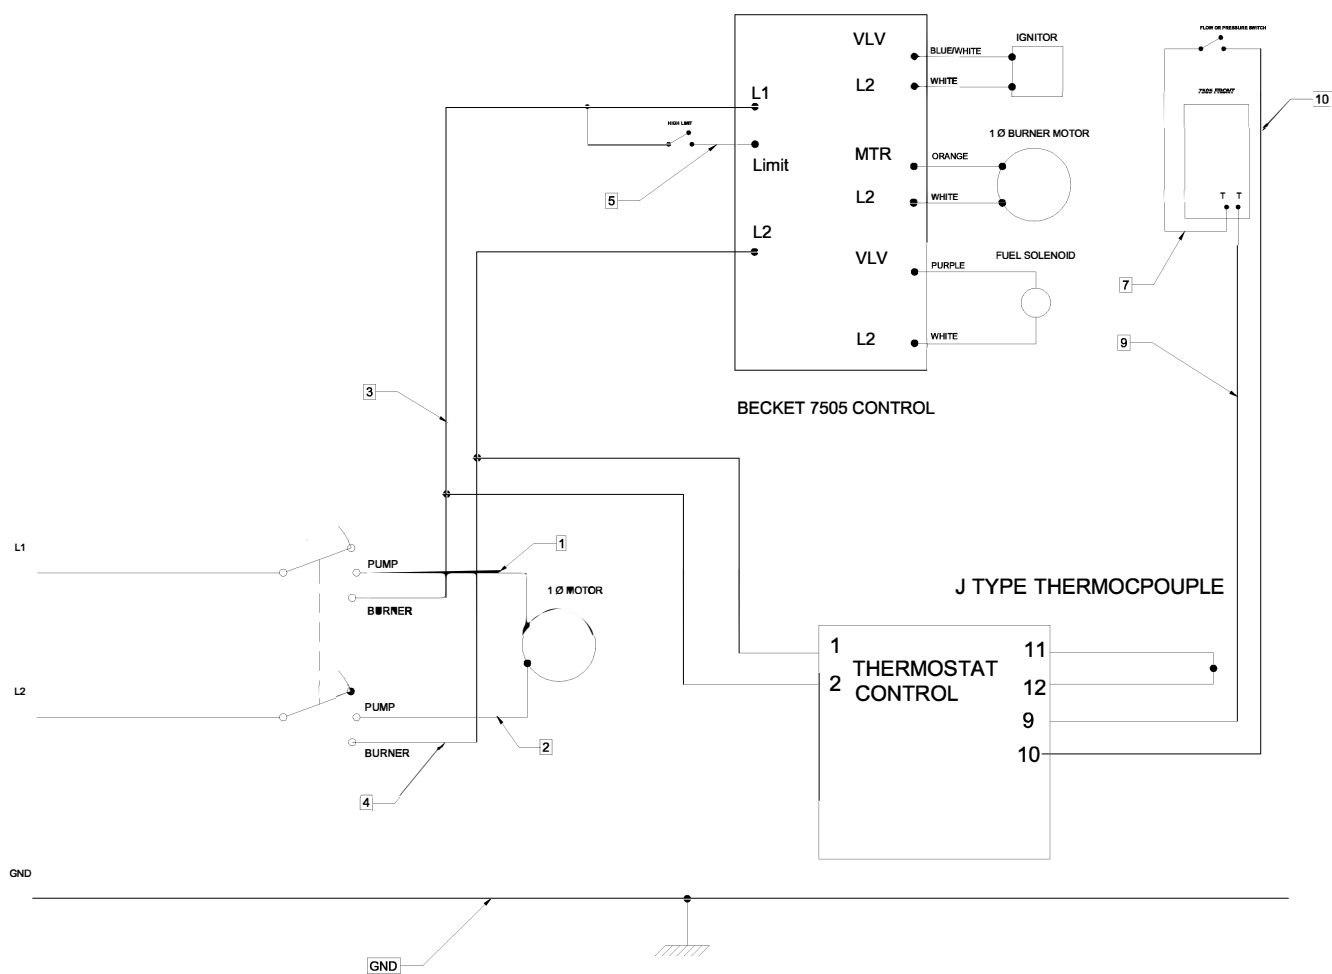 FLOW OR PRESSURE SWITCH
VLV
BLUE/WHITE
IGNITOR
L2
WHITE
L1
7505 FRONT
10
HIGH LIMIT
1 Ø BURNER MOTOR
MTR
ORANGE
Limit
5
L2
WHITE
T T
L2
VLV
PURPLE
FUEL SOLENOID
7
L2
WHITE
9
3
BECKET 7505 CONTROL
L1
PUMP
1
BURNER
1 Ø MOTOR
J TYPE THERMOCPOUPLE
1
2
THERMOSTAT
CONTROL
11
12
9
10
L2
PUMP
2
BURNER
4
GND
GND